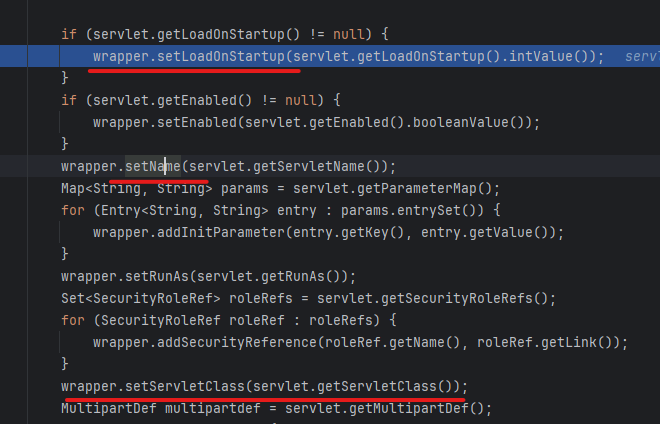 if (servlet.getLoadOnStartup() != null) {
wrapper.setLoadOnStartup(servlet.getLoadOnStartup().intValue());
}
if (servlet.getEnabled() != null) {
wrapper.setEnabled(servlet.getEnabled().booleanValue());
}
wrapper.setName(servlet.getServletName());
Map<String, String> params = servlet.getParameterMap();
for (Entry<String, String> entry : params.entrySet()) {
wrapper.addInitParameter(entry.getKey(), entry.getValue());
}
wrapper.setRunAs(servlet.getRunAs());
Set<SecurityRoleRef> roleRefs = servlet.getSecurityRoleRefs();
for (SecurityRoleRef roleRef : roleRefs) {
wrapper.addSecurityReference(roleRef.getName(), roleRef.getLink());
}
wrapper.setServletClass(servlet.getServletClass());
MultipartDef multipartdef = servlet.getMultipartDef();